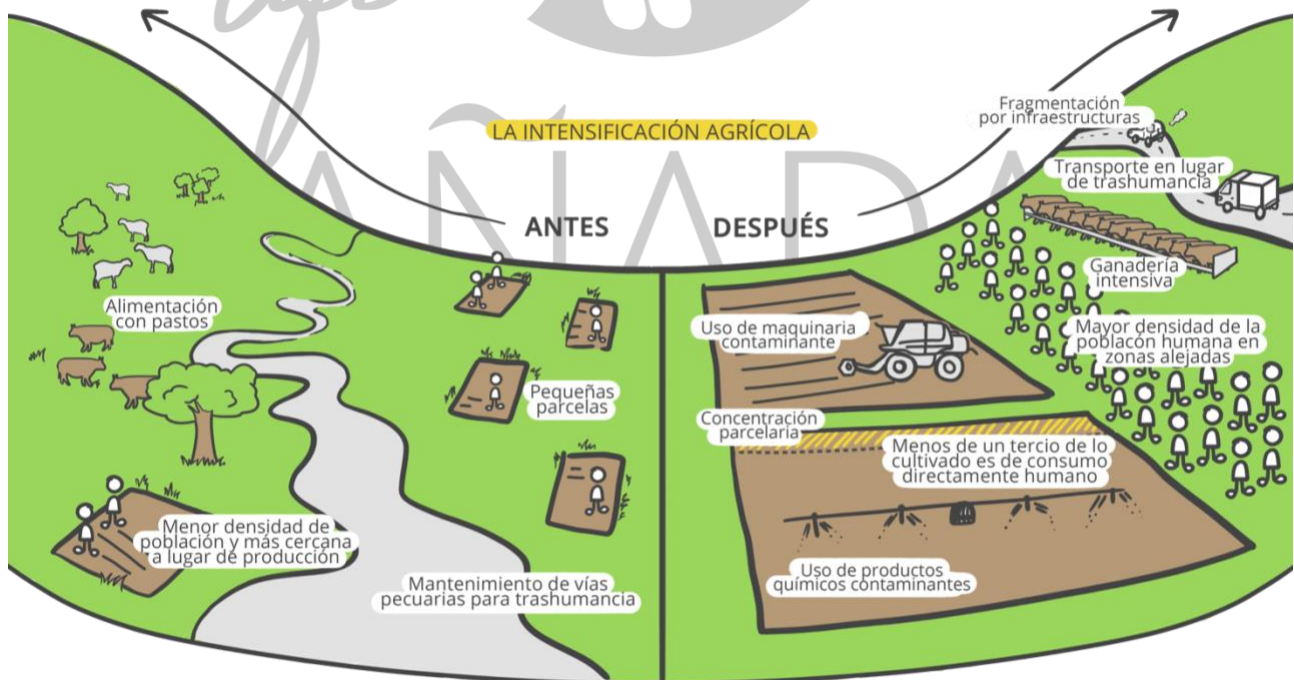 LA INTENSIFICACIÓN AGRÍCOLA
ANTES
DESPUÉS
Alimentación
con pastos
Pequeñas
parcelas
Menor densidad de
población y más cercana
a lugar de producción
Mantenimiento de vías
pecuarias para trashumancia
Fragmentación
por infraestructuras
Transporte en lugar
de trashumancia
Ganadería
intensiva
Uso de maquinaria
contaminante
Mayor densidad de la
poblacón humana en
zonas alejadas
Concentración
parcelaria
Menos de un tercio de lo
cultivado es de consumo
directamente humano
Uso de productos
químicos contaminantes